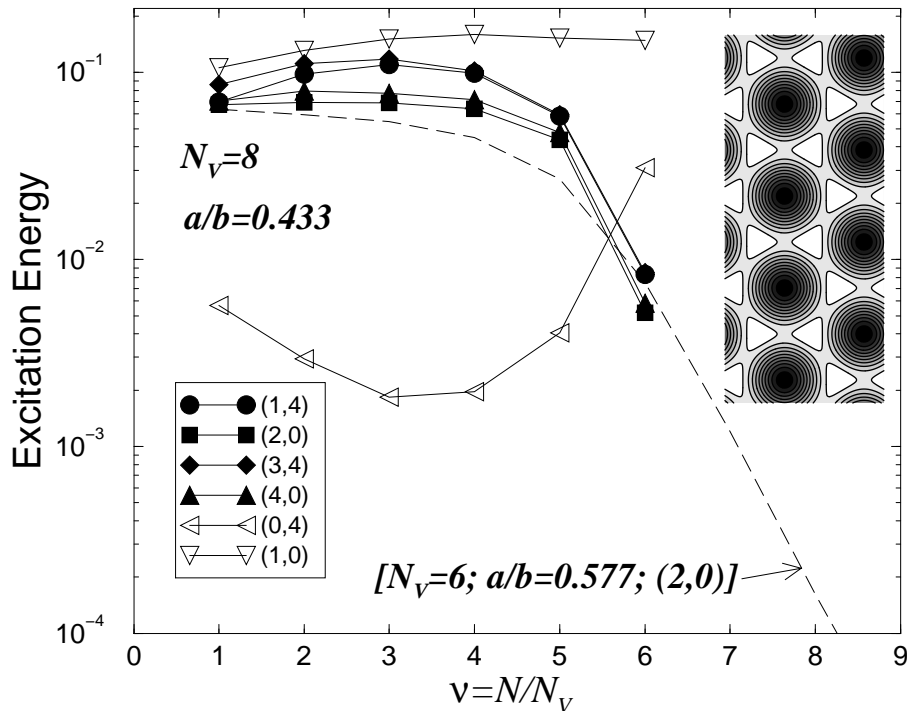 Excitation Energy
10⁻¹
10⁻²
10⁻³
10⁻⁴
N_V=8
a/b=0.433
(1,4)
(2,0)
(3,4)
(4,0)
(0,4)
(1,0)
[N_V=6; a/b=0.577; (2,0)]
0 1 2 3 4 5 6 7 8 9
ν=N/N_V